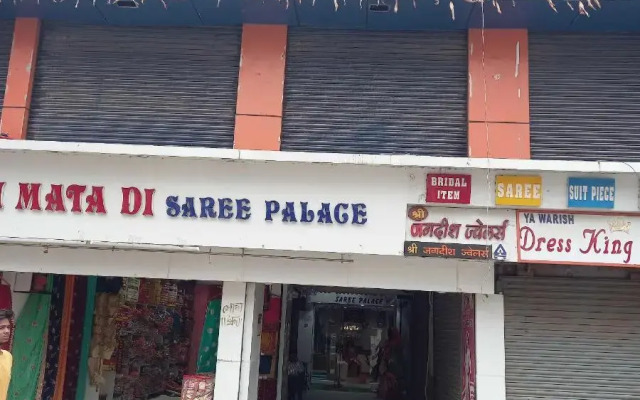 I MATA DI SAREE PALACE
BRIDAL
ITEM
SAREE
SUIT PIECE
श्री
जगदीश ज्वेलर्स
श्री जगदीश ज्वेलर्स
YA WARISH
Dress King
SAREE PALACE